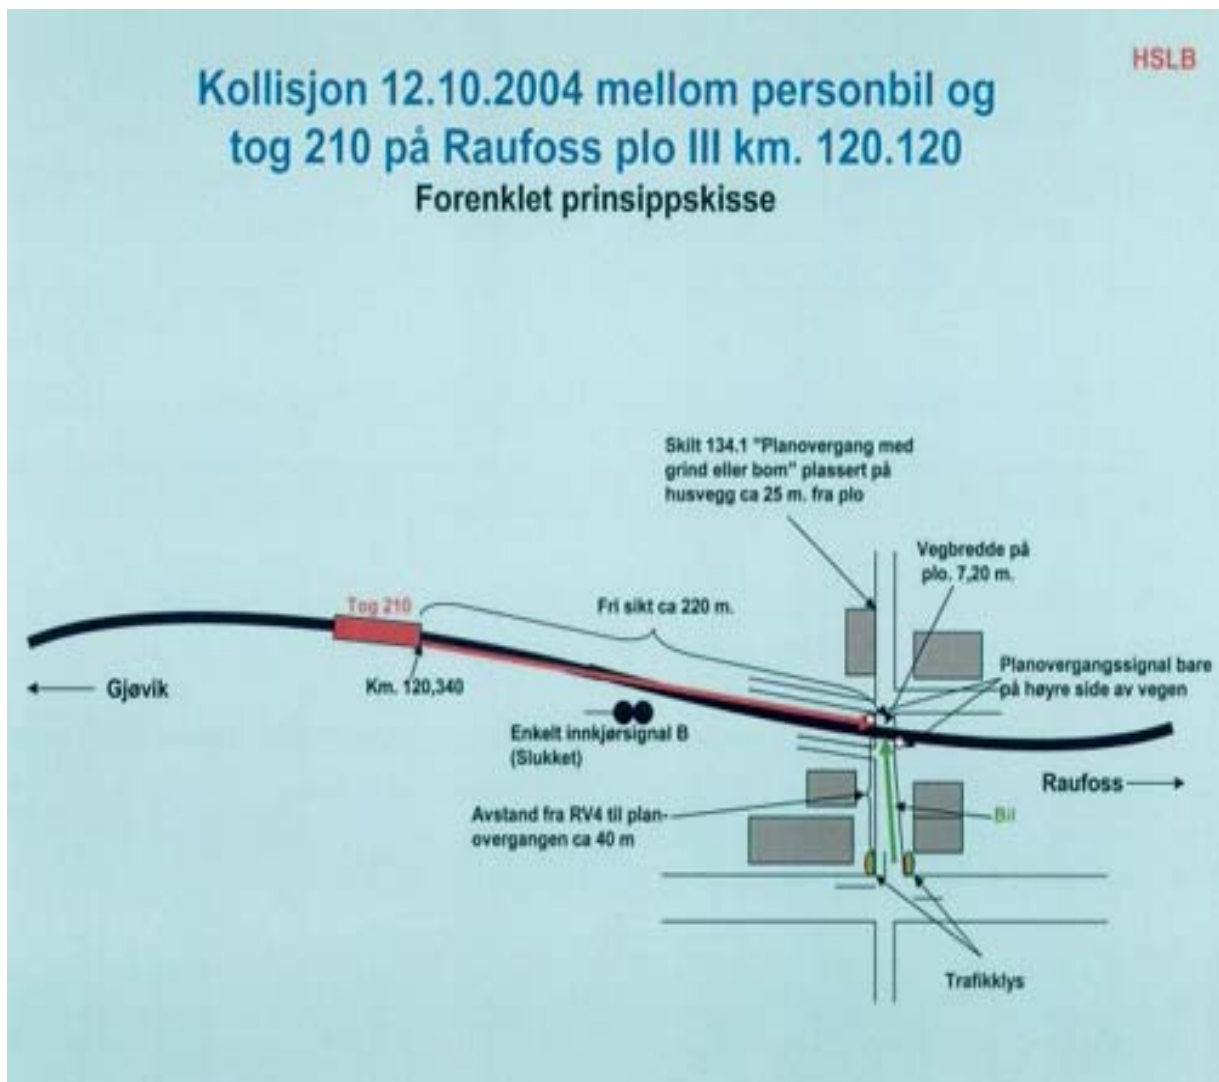 HSLB
Kollisjon 12.10.2004 mellom personbil og
tog 210 på Raufoss plo III km. 120.120
Forenklet prinsippskisse
Skilt 134.1 "Planovergang med
grind eller bom" plassert på
husvegg ca 25 m. fra plo
Vegbredde på
plo. 7,20 m.
Tog 210
Fri sikt ca 220 m.
Planovergangssignal bare
på høyre side av vegen
Gjøvik
Km. 120,340
Enkelt innkjørsignal B
(Slukket)
Raufoss
Avstand fra RV4 til plan-
overgangen ca 40 m
Bil
Trafikklys